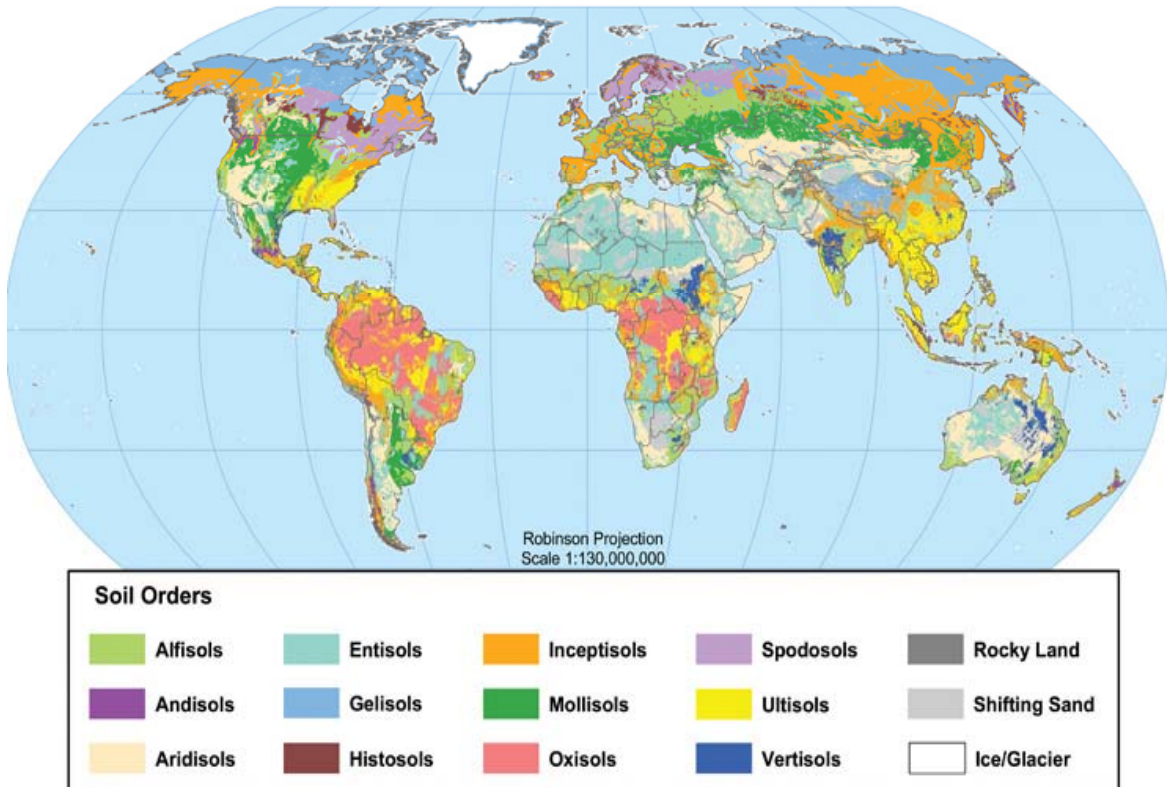 Robinson Projection
Scale 1:130,000,000
Soil Orders
Alfisols
Entisols
Inceptisols
Spodosols
Rocky Land
Andisols
Gelisols
Mollisols
Ultisols
Shifting Sand
Aridisols
Histosols
Oxisols
Vertisols
Ice/Glacier